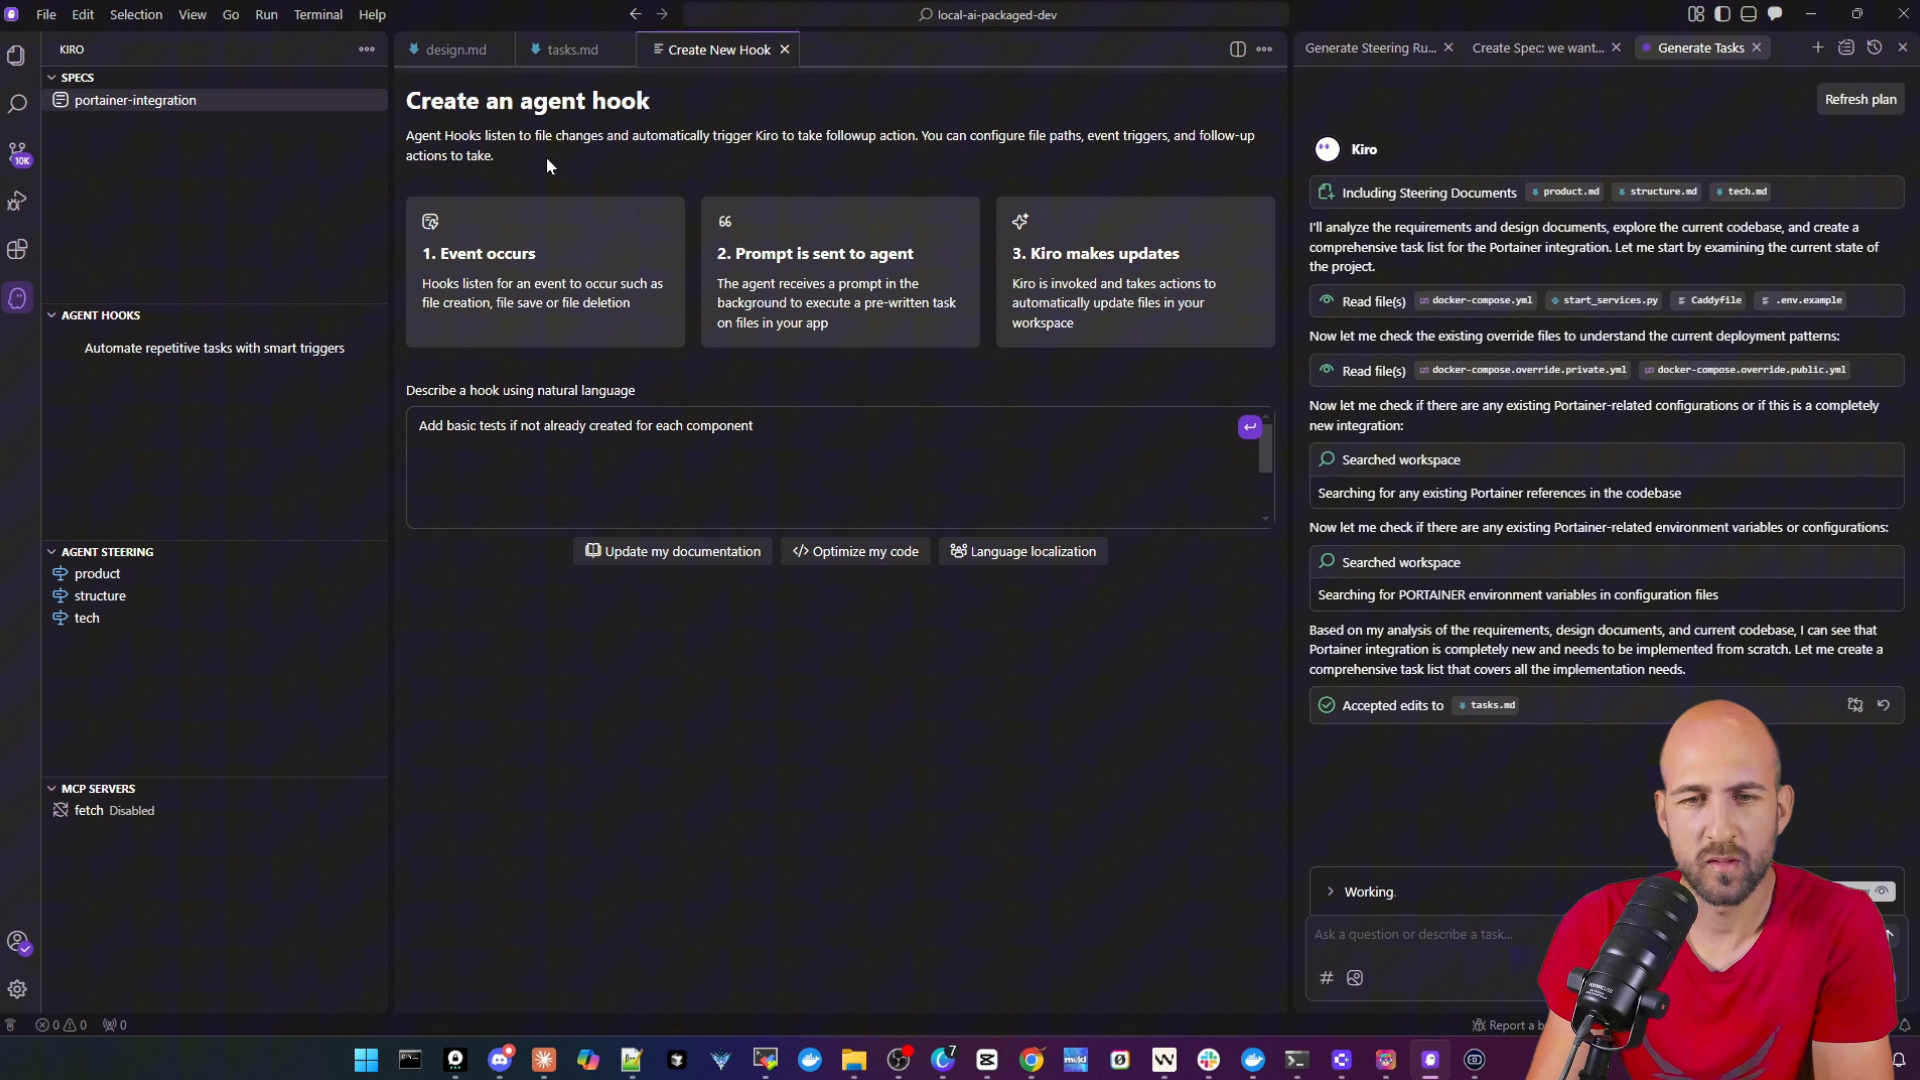 File Edit Selection View Go Run Terminal Help
local-ai-packaged-dev
KIRO
SPECS
portainer-integration
10K
AGENT HOOKS
Automate repetitive tasks with smart triggers
AGENT STEERING
product
structure
tech
MCP SERVERS
fetch Disabled
design.md
tasks.md
Create New Hook
Create an agent hook
Agent Hooks listen to file changes and automatically trigger Kiro to take followup action. You can configure file paths, event triggers, and follow-up
actions to take.
1. Event occurs
Hooks listen for an event to occur such as
file creation, file save or file deletion
2. Prompt is sent to agent
The agent receives a prompt in the
background to execute a pre-written task
on files in your app
3. Kiro makes updates
Kiro is invoked and takes actions to
automatically update files in your
workspace
Describe a hook using natural language
Add basic tests if not already created for each component
Update my documentation
Optimize my code
Language localization
Generate Steering Ru...
Create Spec: we want...
Generate Tasks
Refresh plan
Kiro
Including Steering Documents product.md structure.md tech.md
I'll analyze the requirements and design documents, explore the current codebase, and create a
comprehensive task list for the Portainer integration. Let me start by examining the current state of
the project.
Read file(s) docker-compose.yml start_services.py Caddyfile .env.example
Now let me check the existing override files to understand the current deployment patterns:
Read file(s) docker-compose.override.private.yml docker-compose.override.public.yml
Now let me check if there are any existing Portainer-related configurations or if this is a completely
new integration:
Searched workspace
Searching for any existing Portainer references in the codebase
Now let me check if there are any existing Portainer-related environment variables or configurations:
Searched workspace
Searching for PORTAINER environment variables in configuration files
Based on my analysis of the requirements, design documents, and current codebase, I can see that
Portainer integration is completely new and needs to be implemented from scratch. Let me create a
comprehensive task list that covers all the implementation needs.
Accepted edits to tasks.md
Working.
Ask a question or describe a task...
0 0 0
Report a b
7